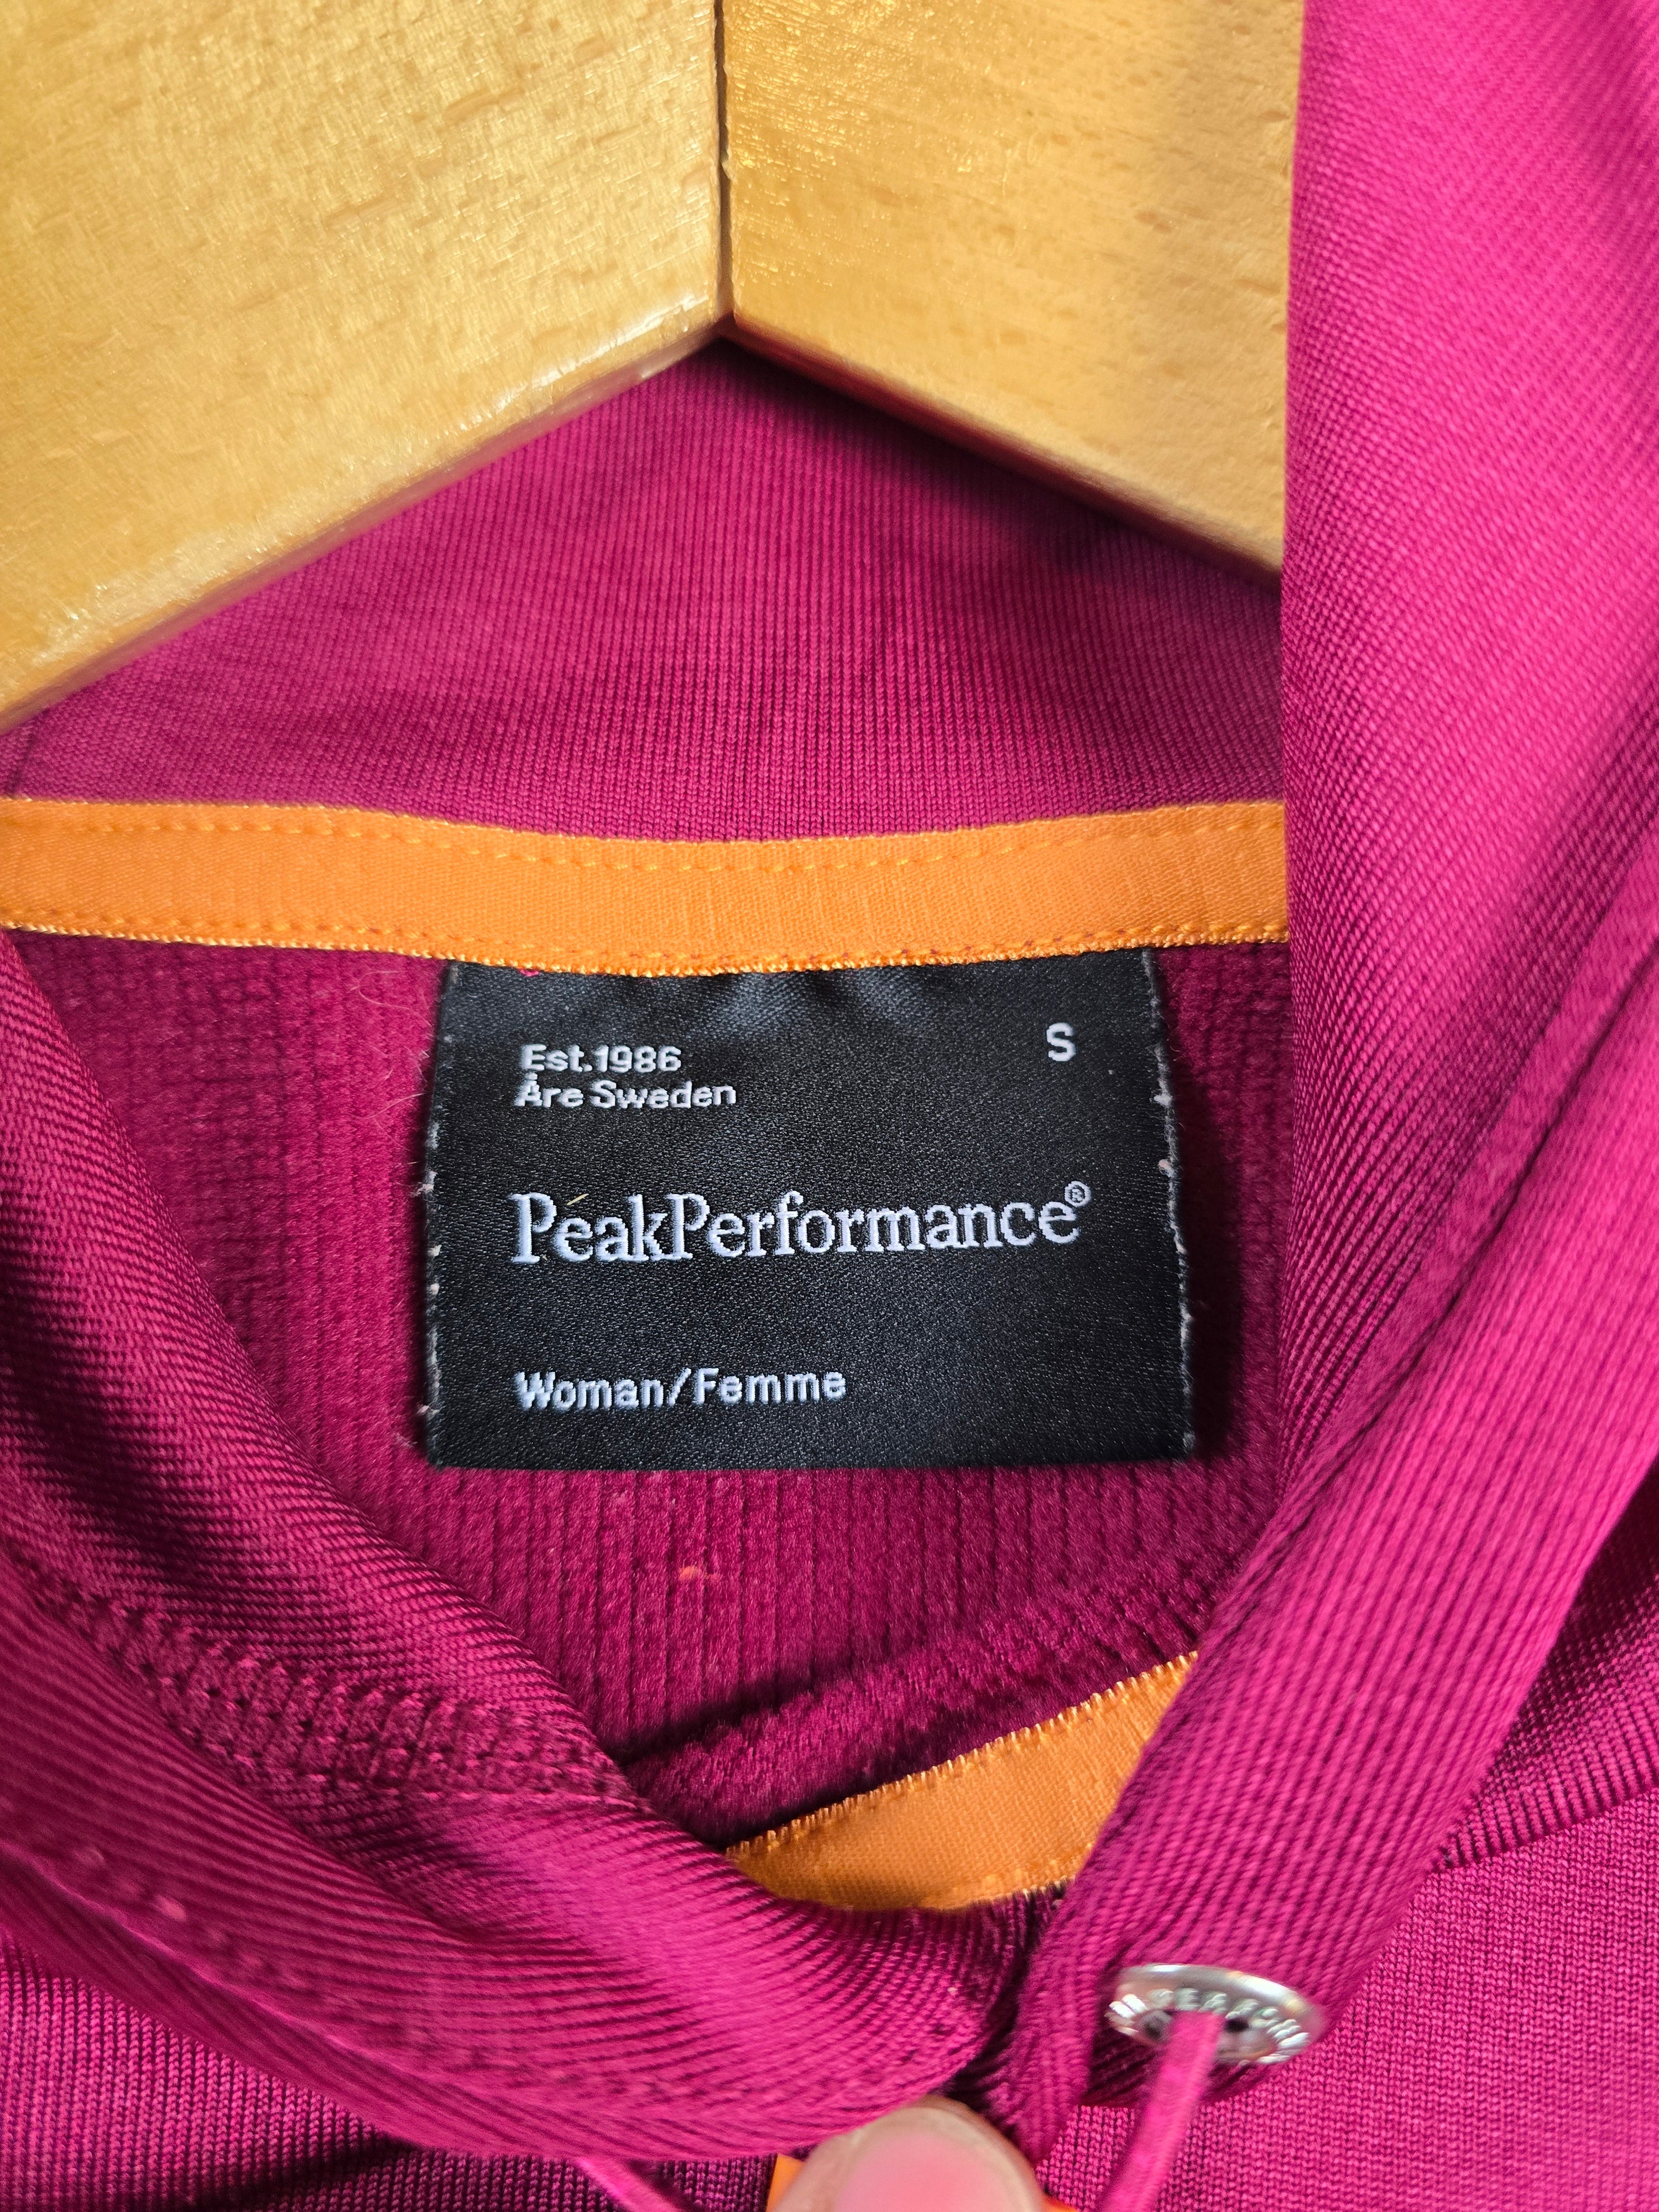 Est.1986
S
Åre Sweden
PeakPerformance®
Woman/Femme